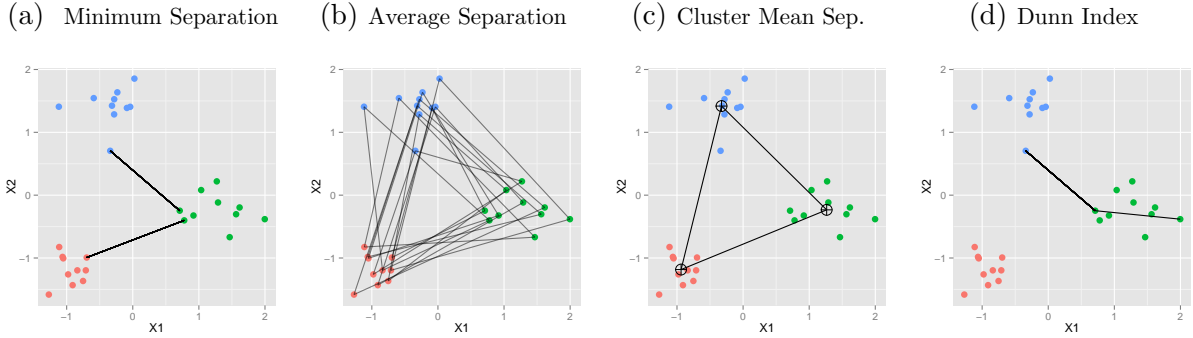 (a) Minimum Separation
(b) Average Separation
(c) Cluster Mean Sep.
(d) Dunn Index
2
1
0
−1
X2
−1 0 1 2
X1
2
1
0
−1
X2
−1 0 1 2
X1
2
1
0
−1
X2
−1 0 1 2
X1
2
1
0
−1
X2
−1 0 1 2
X1